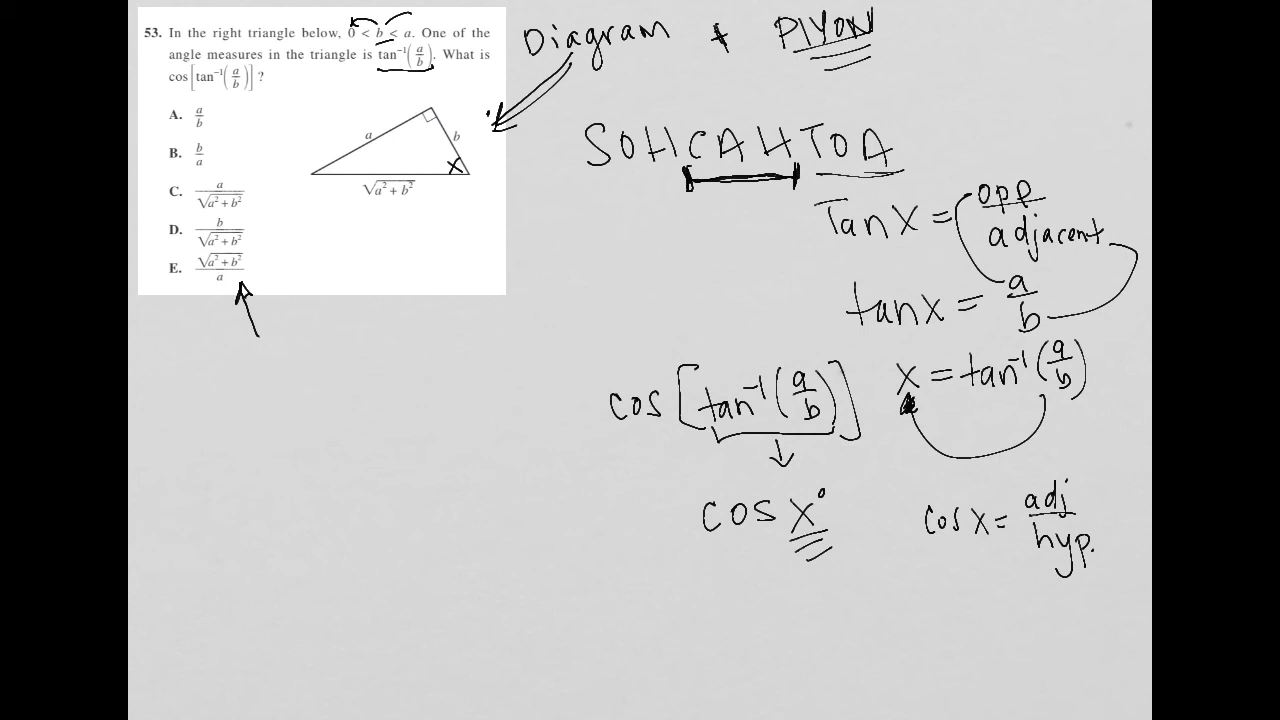 53. In the right triangle below, 0 < b < a. One of the
angle measures in the triangle is tan⁻¹(a/b). What is
cos[tan⁻¹(a/b)] ?
A. a/b
B. b/a
C. a/√(a² + b²)
D. b/√(a² + b²)
E. √(a² + b²)/a
a
b
X
√(a² + b²)
Diagram + PIYON
SOHCAHTOA
Tan X = opp/adjacent
tan X = a/b
X = tan⁻¹(a/b)
cos [tan⁻¹(a/b)]
cos X°
cos X = adj/hyp.